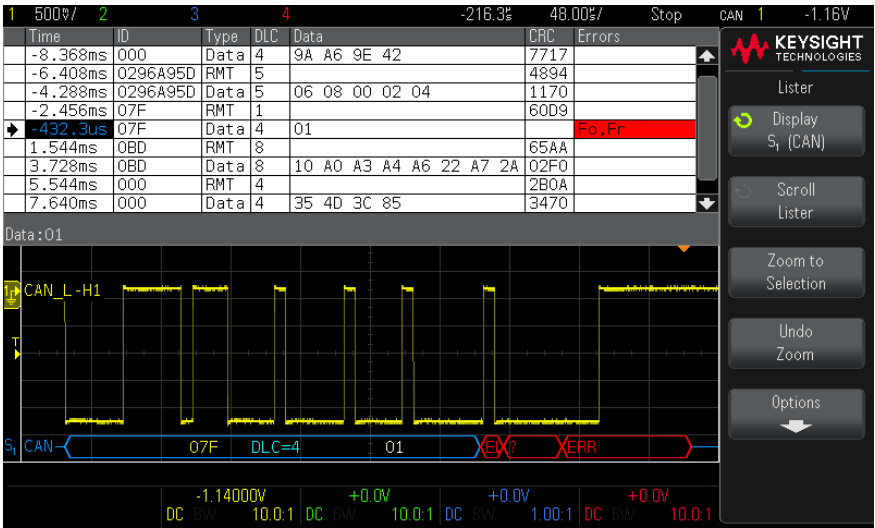 1 500♉/ 2 3 4 -216.3㎲ 48.00㎲/ Stop CAN 1 -1.16V
Time ID Type DLC Data CRC Errors
-8.368ms 000 Data 4 9A A6 9E 42 7717
-6.408ms 0296A95D RMT 5 4894
-4.288ms 0296A95D Data 5 06 08 00 02 04 1170
-2.456ms 07F RMT 1 60D9
-432.3us 07F Data 4 01 Fo,Fr
1.544ms 0BD RMT 8 65AA
3.728ms 0BD Data 8 10 A0 A3 A4 A6 22 A7 2A 02F0
5.544ms 000 RMT 4 2B0A
7.640ms 000 Data 4 35 4D 3C 85 3470
Data:01
CAN_L-H1
T
S1 CAN 07F DLC=4 01 ? ERR
-1.14000V +0.0V +0.0V +0.0V
DC BW 10.0:1 DC BW 10.0:1 DC BW 1.00:1 DC BW 10.0:1
KEYSIGHT
TECHNOLOGIES
Lister
Display
S1 (CAN)
Scroll
Lister
Zoom to
Selection
Undo
Zoom
Options